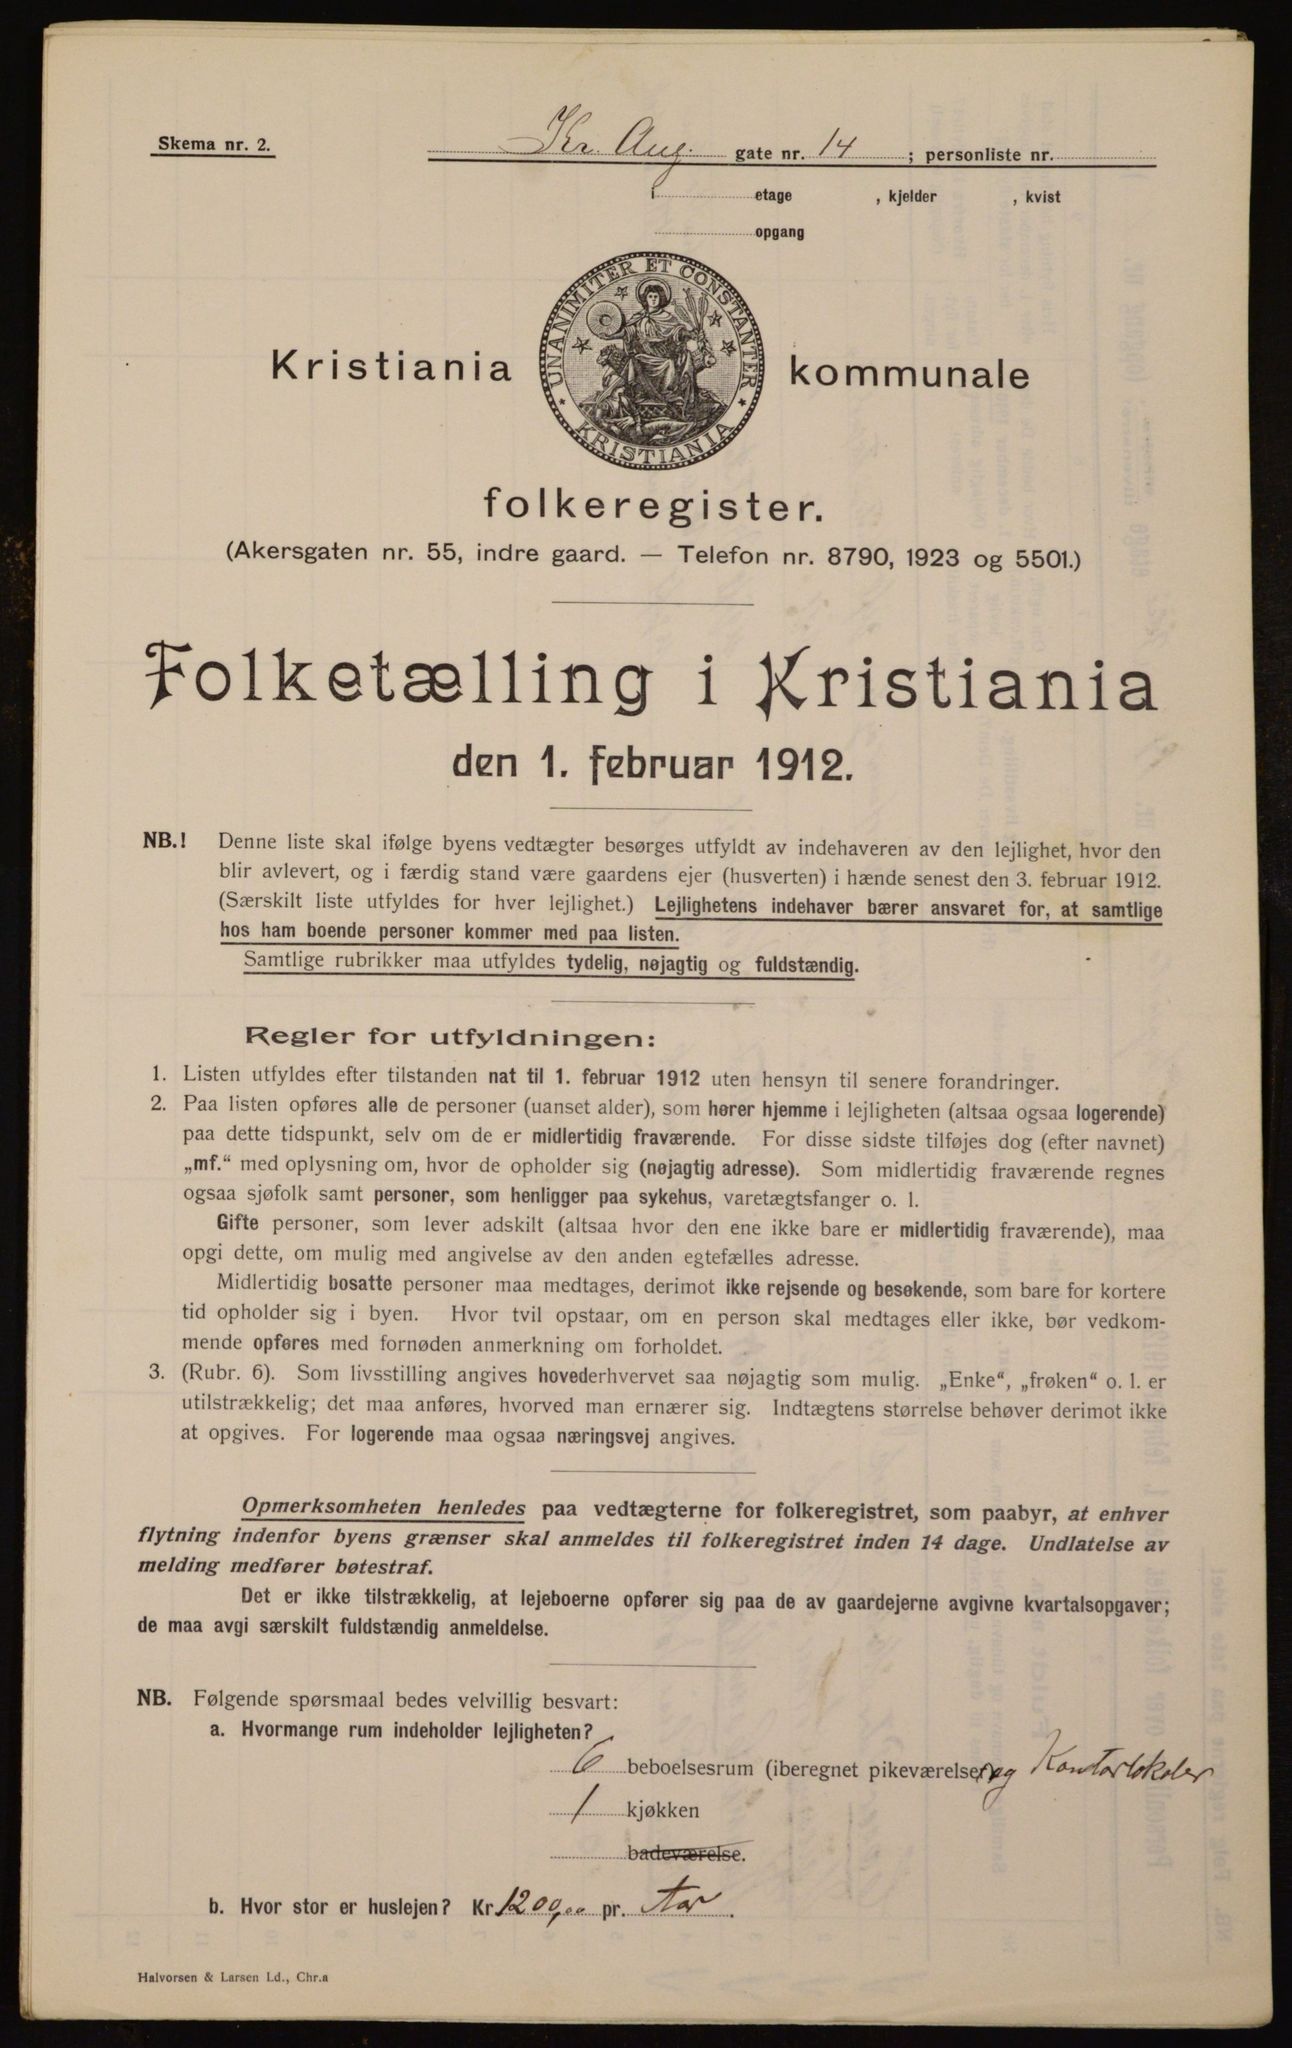 Skema nr. 2.
Kr. Aug. gate nr. 14 ; personliste nr.
i etage , kjelder , kvist
opgang
UNANIMITER ET CONSTANTER
KRISTIANIA
Kristiania kommunale
folkeregister.
(Akersgaten nr. 55, indre gaard. — Telefon nr. 8790, 1923 og 5501.)
Folketælling i Kristiania
den 1. februar 1912.
NB.! Denne liste skal ifølge byens vedtægter besørges utfyldt av indehaveren av den lejlighet, hvor den
blir avlevert, og i færdig stand være gaardens ejer (husverten) i hænde senest den 3. februar 1912.
(Særskilt liste utfyldes for hver lejlighet.) Lejlighetens indehaver bærer ansvaret for, at samtlige
hos ham boende personer kommer med paa listen.
Samtlige rubrikker maa utfyldes tydelig, nøjagtig og fuldstændig.
Regler for utfyldningen:
1. Listen utfyldes efter tilstanden nat til 1. februar 1912 uten hensyn til senere forandringer.
2. Paa listen opføres alle de personer (uanset alder), som hører hjemme i lejligheten (altsaa ogsaa logerende)
paa dette tidspunkt, selv om de er midlertidig fraværende. For disse sidste tilføjes dog (efter navnet)
„mf.“ med oplysning om, hvor de opholder sig (nøjagtig adresse). Som midlertidig fraværende regnes
ogsaa sjøfolk samt personer, som henligger paa sykehus, varetægtsfanger o. l.
Gifte personer, som lever adskilt (altsaa hvor den ene ikke bare er midlertidig fraværende), maa
opgi dette, om mulig med angivelse av den anden egtefælles adresse.
Midlertidig bosatte personer maa medtages, derimot ikke rejsende og besøkende, som bare for kortere
tid opholder sig i byen. Hvor tvil opstaar, om en person skal medtages eller ikke, bør vedkom-
mende opføres med fornøden anmerkning om forholdet.
3. (Rubr. 6). Som livsstilling angives hovederhvervet saa nøjagtig som mulig. „Enke“, „frøken“ o. l. er
utilstrækkelig; det maa anføres, hvorved man ernærer sig. Indtægtens størrelse behøver derimot ikke
at opgives. For logerende maa ogsaa næringsvej angives.
Opmerksomheten henledes paa vedtægterne for folkeregistret, som paabyr, at enhver
flytning indenfor byens grænser skal anmeldes til folkeregistret inden 14 dage. Undlatelse av
melding medfører bøtestraf.
Det er ikke tilstrækkelig, at lejeboerne opfører sig paa de av gaardejerne avgivne kvartalsopgaver;
de maa avgi særskilt fuldstændig anmeldelse.
NB. Følgende spørsmaal bedes velvillig besvart:
a. Hvormange rum indeholder lejligheten?
6 beboelsesrum (iberegnet pikeværelser) og Kontorlokaler
1 kjøkken
badeværelse.
b. Hvor stor er huslejen? Kr 1200,00 pr. Aar.
Halvorsen & Larsen Ld., Chr.a